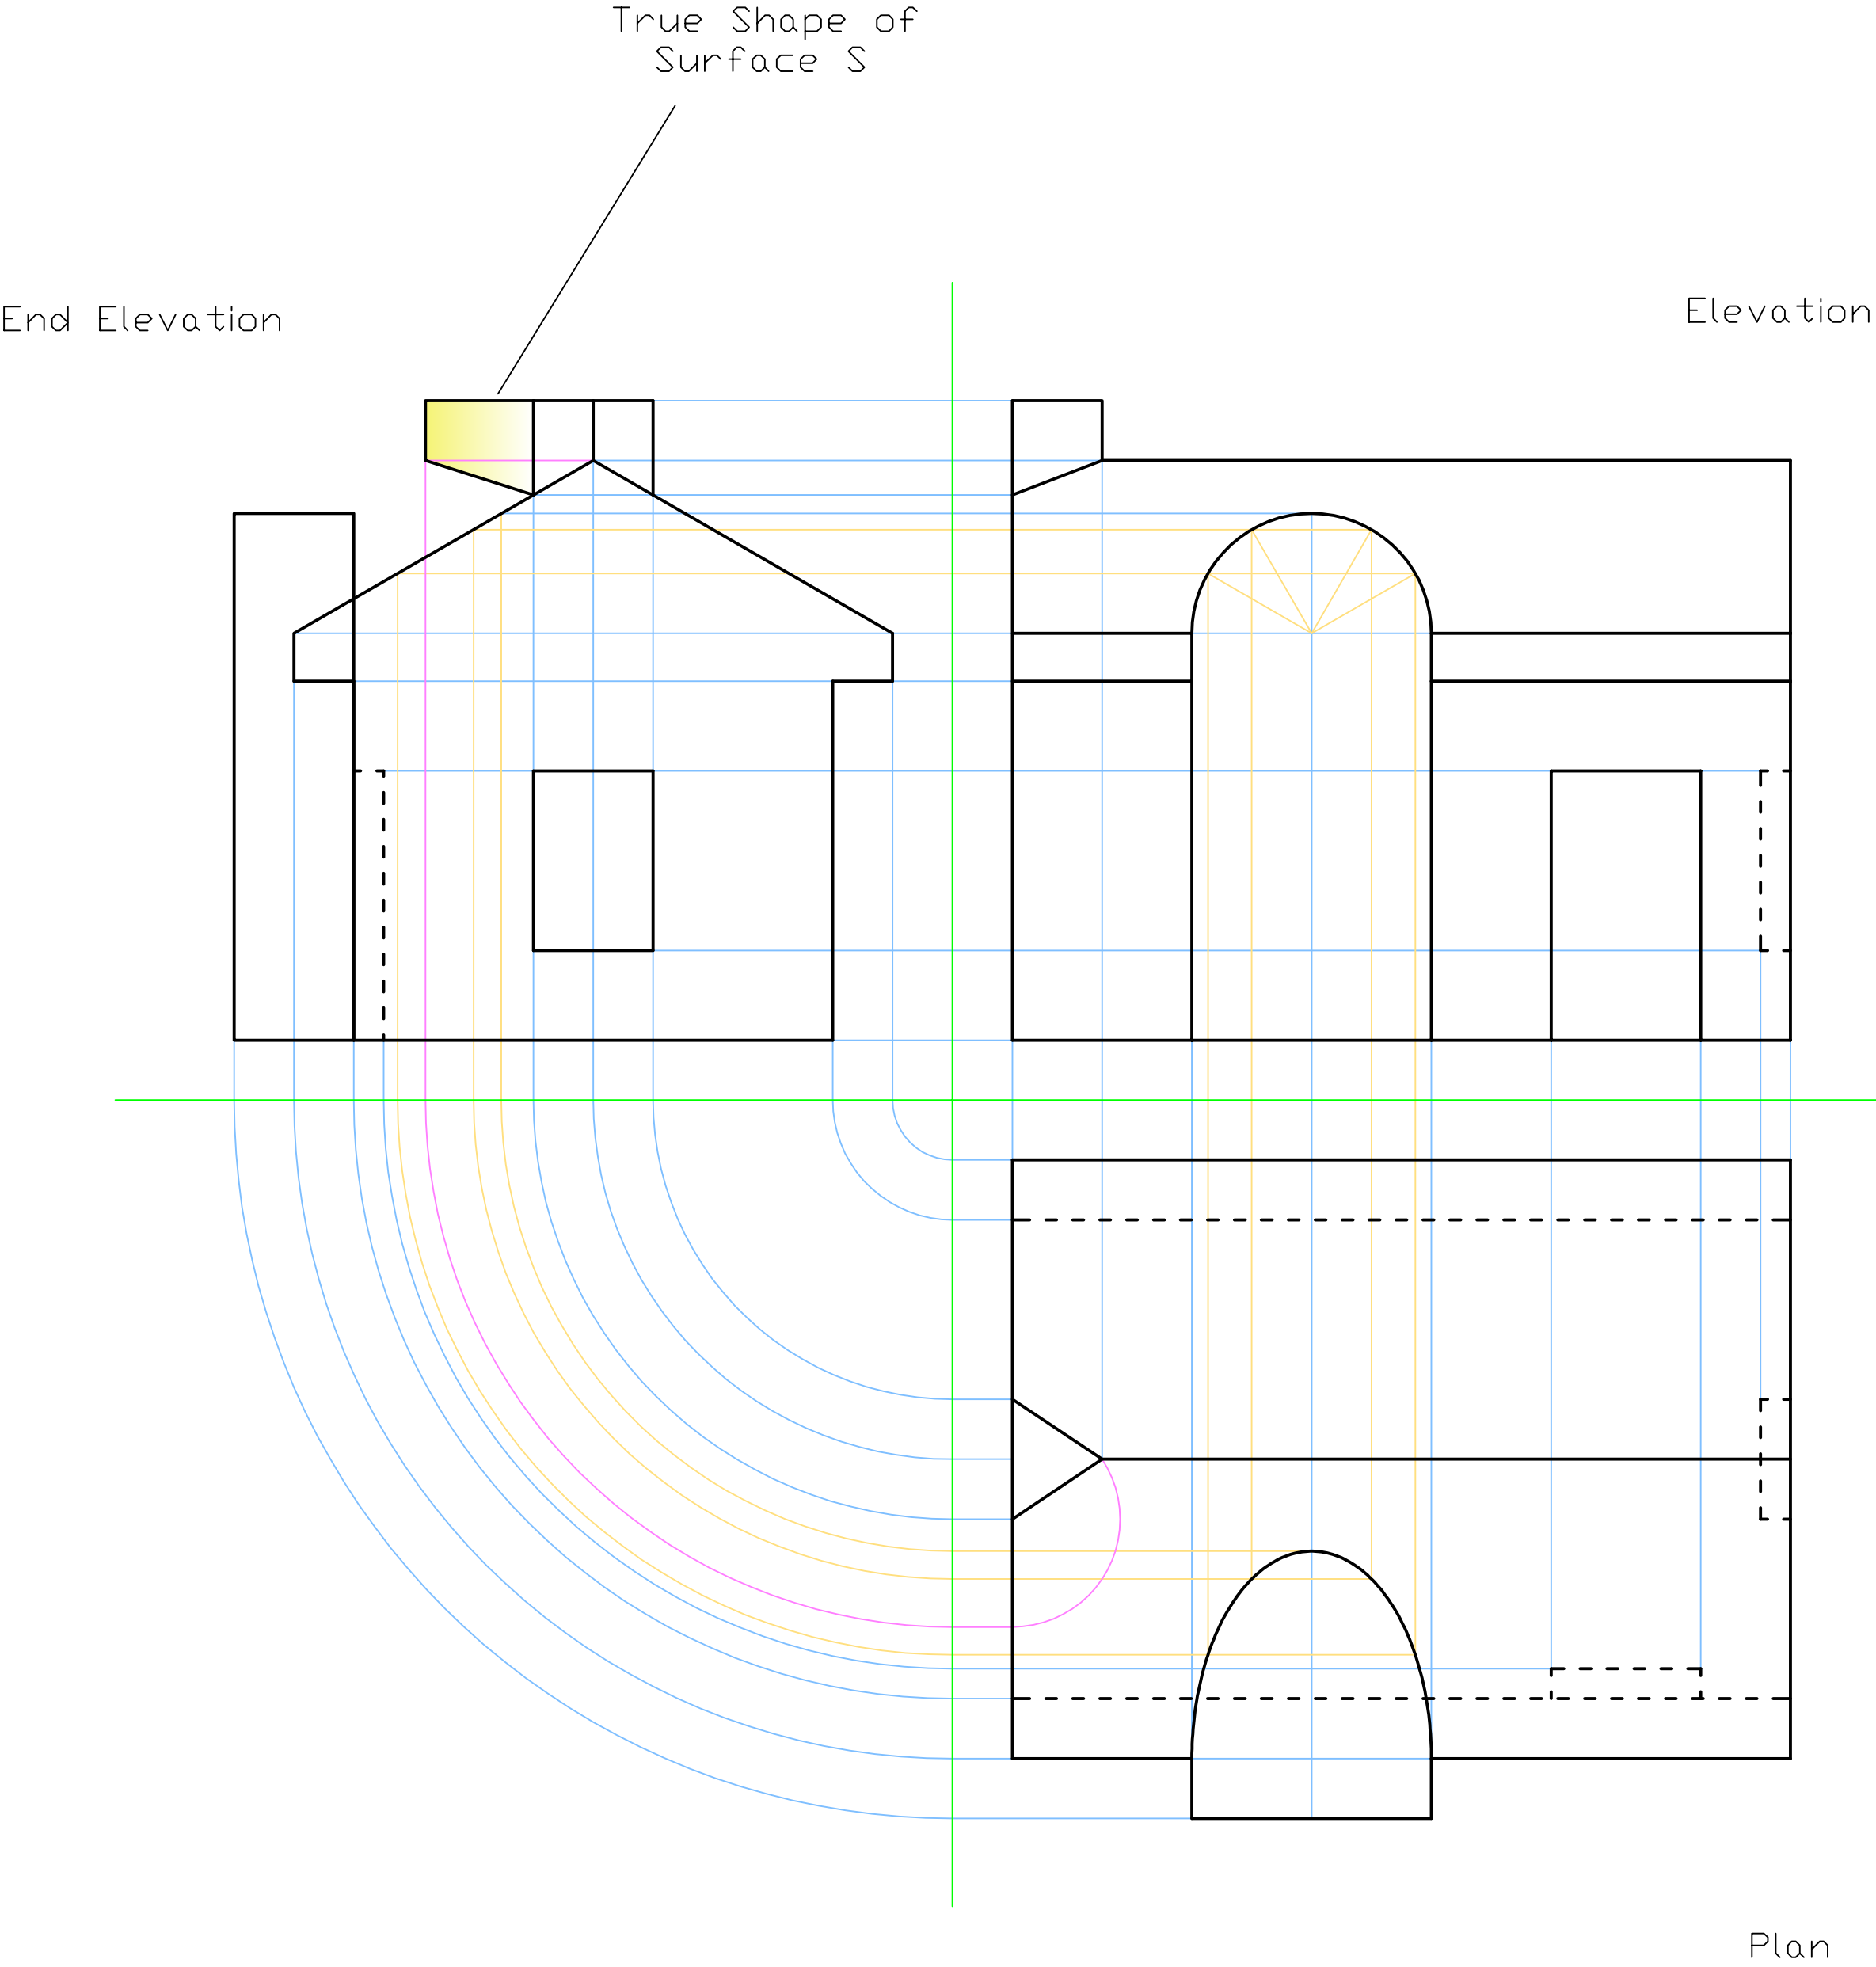 True Shape of
Surface S
End Elevation
Elevation
Plan